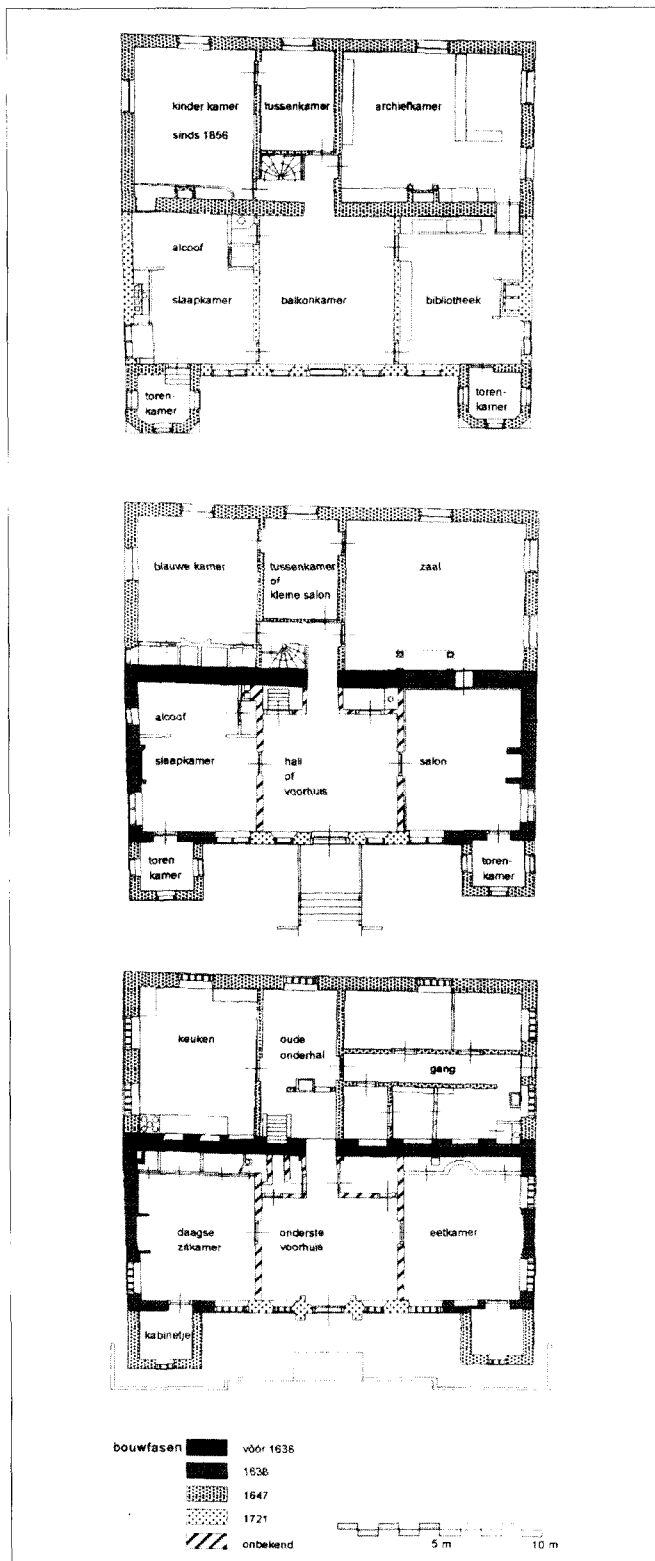 kinder kamer
sinds 1856
tussenkamer
archiefkamer
alcoof
slaapkamer
balkonkamer
bibliotheek
toren-
kamer
toren-
kamer
blauwe kamer
tussenkamer
of
kleine salon
zaal
alcoof
slaapkamer
hall
of
voorhuis
salon
toren
kamer
toren-
kamer
keuken
oude
onderhal
gang
daagse
zitkamer
onderste
voorhuis
eetkamer
kabinetje
bouwfasen
vóór 1636
1638
1647
1721
onbekend
5 m
10 m